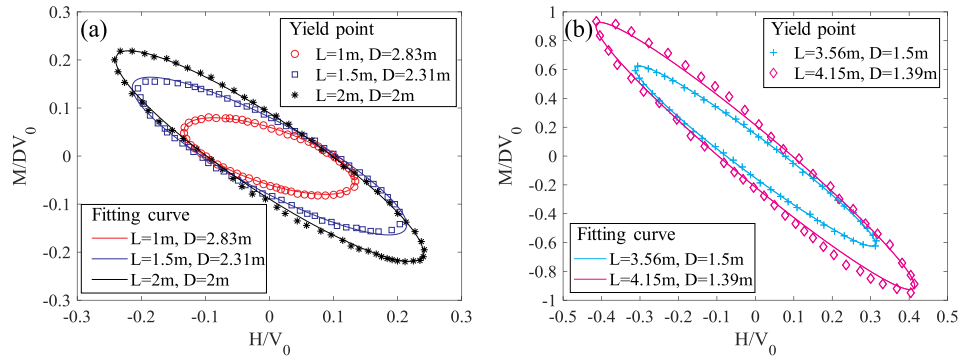 (a)
Yield point
L=1m, D=2.83m
L=1.5m, D=2.31m
L=2m, D=2m
Fitting curve
L=1m, D=2.83m
L=1.5m, D=2.31m
L=2m, D=2m
0.3
0.2
0.1
0
-0.1
-0.2
-0.3
M/DV0
-0.3 -0.2 -0.1 0 0.1 0.2 0.3
H/V0
(b)
Yield point
L=3.56m, D=1.5m
L=4.15m, D=1.39m
Fitting curve
L=3.56m, D=1.5m
L=4.15m, D=1.39m
1
0.8
0.6
0.4
0.2
0
-0.2
-0.4
-0.6
-0.8
-1
M/DV0
-0.5 -0.4 -0.3 -0.2 -0.1 0 0.1 0.2 0.3 0.4 0.5
H/V0